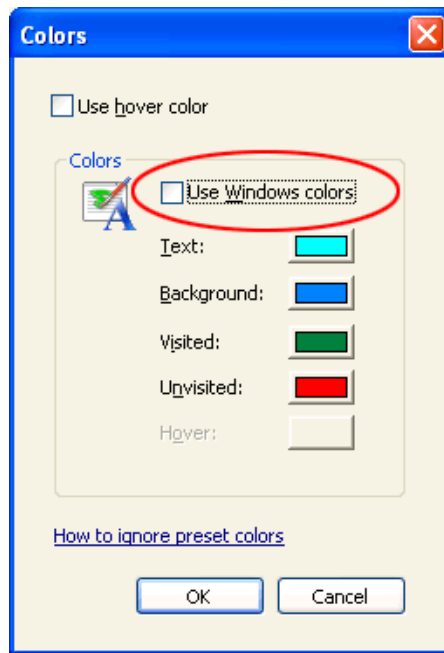 Colors
Use hover color
Colors
Use Windows colors
Text:
Background:
Visited:
Unvisited:
Hover:
How to ignore preset colors
OK Cancel